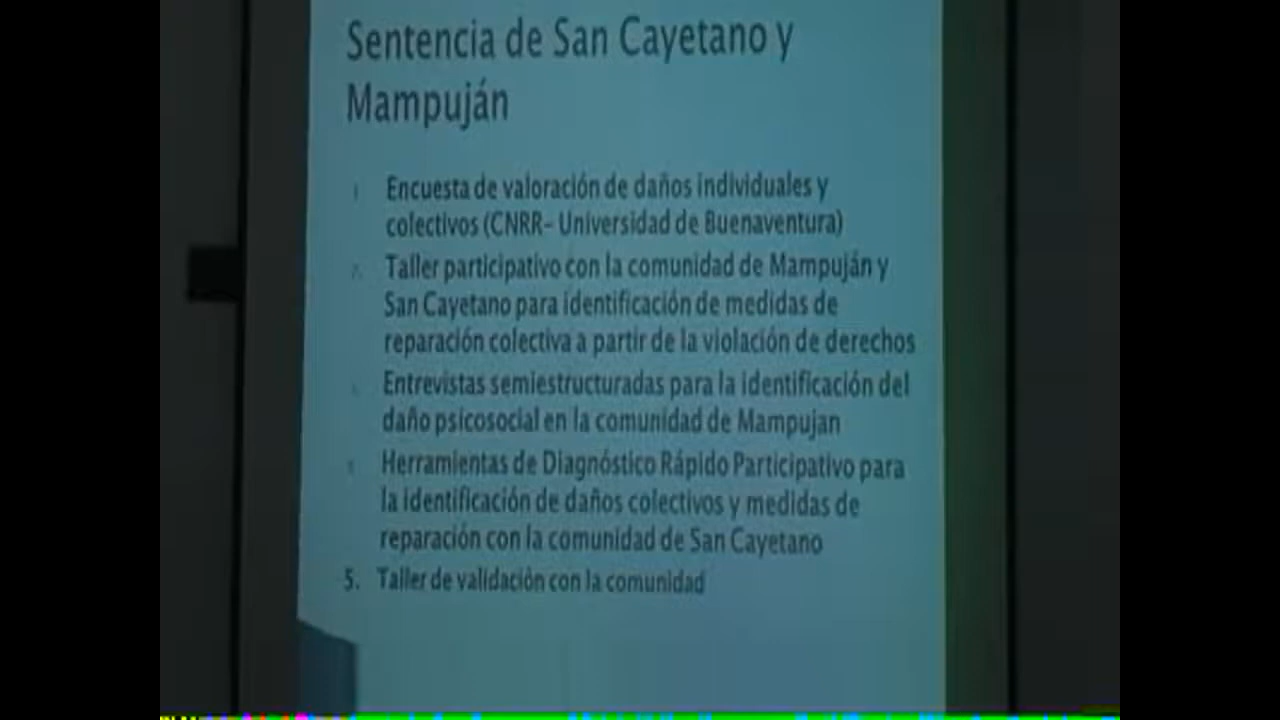 Sentencia de San Cayetano y
Mampuján
1. Encuesta de valoración de daños individuales y
colectivos (CNRR- Universidad de Buenaventura)
2. Taller participativo con la comunidad de Mampuján y
San Cayetano para identificación de medidas de
reparación colectiva a partir de la violación de derechos
Entrevistas semiestructuradas para la identificación del
daño psicosocial en la comunidad de Mampujan
Herramientas de Diagnóstico Rápido Participativo para
la identificación de daños colectivos y medidas de
reparación con la comunidad de San Cayetano
5. Taller de validación con la comunidad